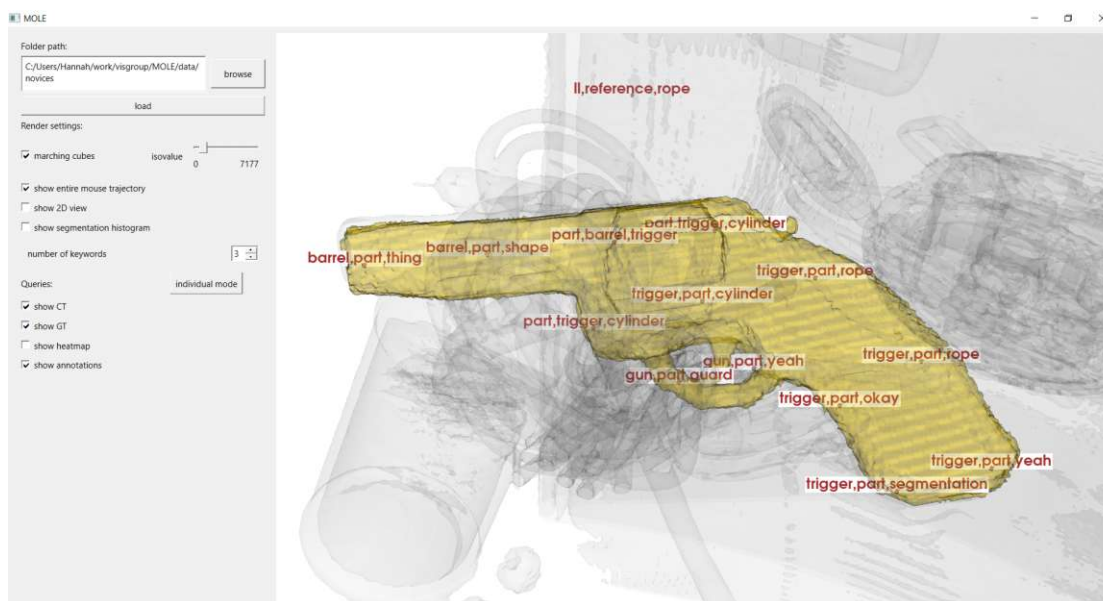 MOLE
Folder path:
C:/Users/Hannah/work/visgroup/MOLE/data/
novices
browse
load
Render settings:
marching cubes
isovalue
0
7177
show entire mouse trajectory
show 2D view
show segmentation histogram
number of keywords
3
Queries:
individual mode
show CT
show GT
show heatmap
show annotations
ll,reference,rope
part,trigger,cylinder
part,barrel,trigger
barrel,part,shape
barrel,part,thing
trigger,part,rope
trigger,part,cylinder
part,trigger,cylinder
trigger,part,rope
gun,part,yeah
gun,part,guard
trigger,part,okay
trigger,part,yeah
trigger,part,segmentation